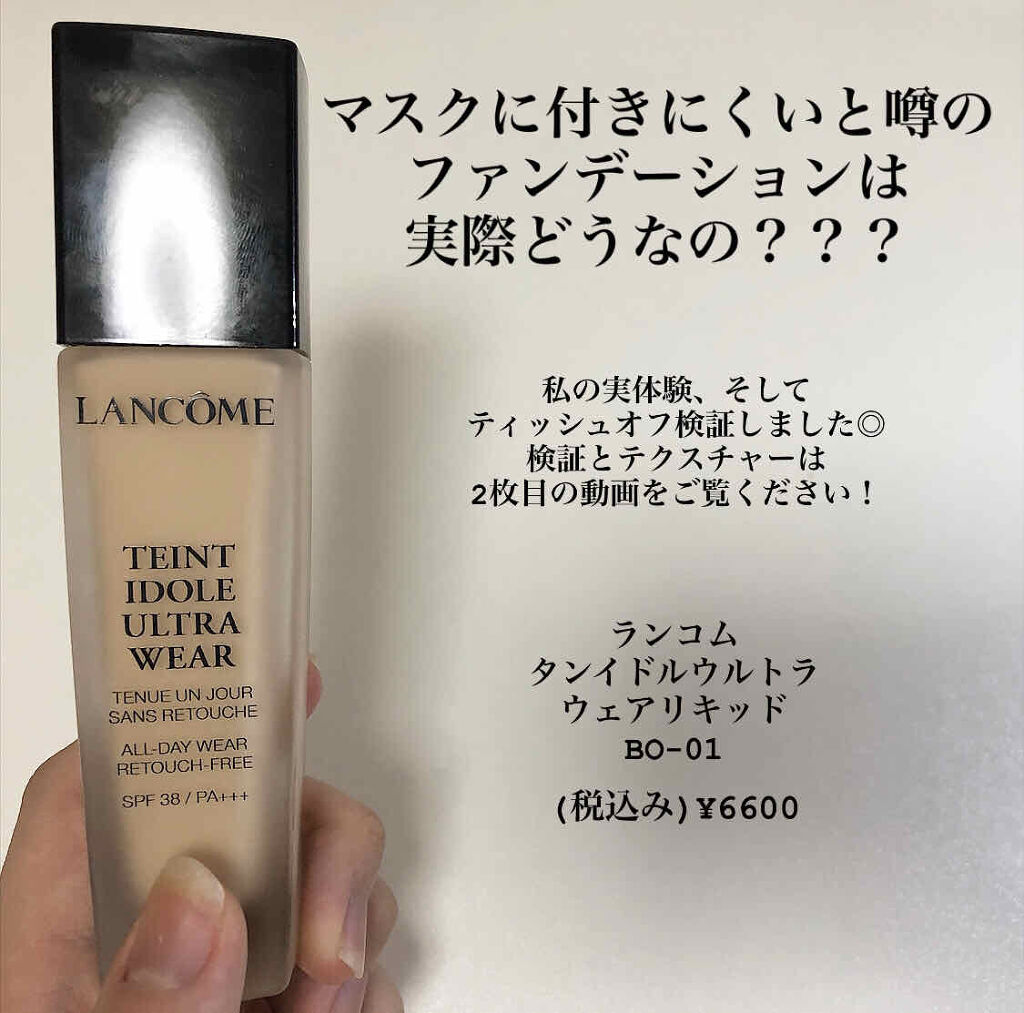 マスクに付きにくいと噂の
ファンデーションは
実際どうなの？？？
私の実体験、そして
ティッシュオフ検証しました◎
検証とテクスチャーは
2枚目の動画をご覧ください！
ランコム
タンイドルウルトラ
ウェアリキッド
BO-01
(税込み)¥6600
LANCÔME
TEINT
IDOLE
ULTRA
WEAR
TENUE UN JOUR
SANS RETOUCHE
ALL-DAY WEAR
RETOUCH-FREE
SPF 38 / PA+++